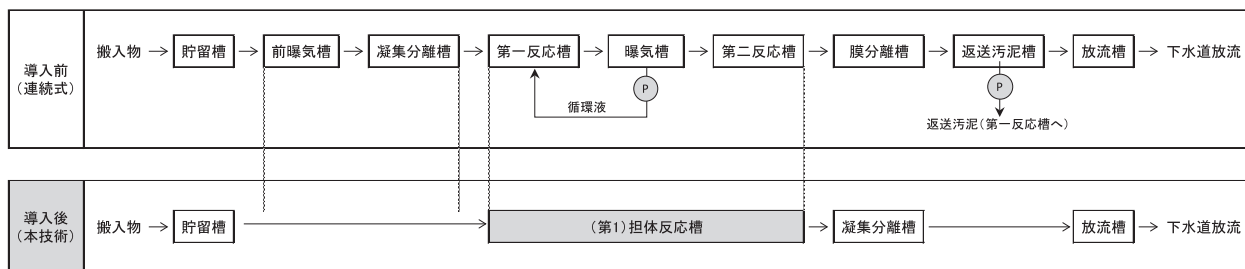 導入前
(連続式)
搬入物
貯留槽
前曝気槽
凝集分離槽
第一反応槽
曝気槽
第二反応槽
膜分離槽
返送汚泥槽
放流槽
下水道放流
P
循環液
P
返送汚泥(第一反応槽へ)
導入後
(本技術)
搬入物
貯留槽
(第1)担体反応槽
凝集分離槽
放流槽
下水道放流